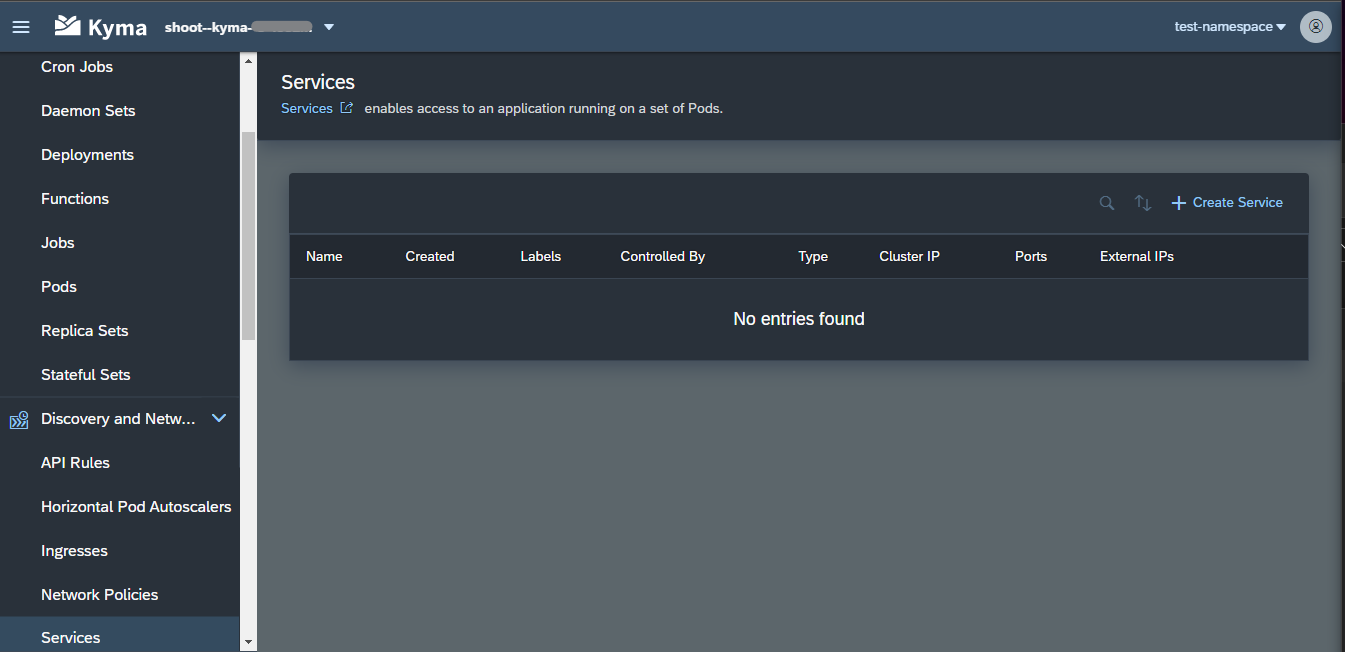 Kyma shoot--kyma- test-namespace
Cron Jobs
Daemon Sets
Deployments
Functions
Jobs
Pods
Replica Sets
Stateful Sets
Discovery and Netw...
API Rules
Horizontal Pod Autoscalers
Ingresses
Network Policies
Services
Services
Services enables access to an application running on a set of Pods.
Create Service
Name Created Labels Controlled By Type Cluster IP Ports External IPs
No entries found